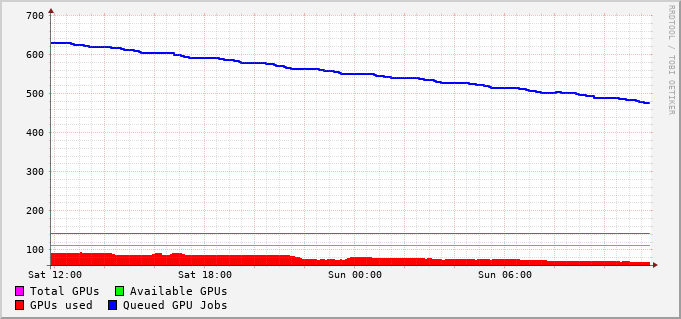 700
600
500
400
300
200
100
Sat 12:00 Sat 18:00 Sun 00:00 Sun 06:00
Total GPUs Available GPUs
GPUs used Queued GPU Jobs
RRDTOOL / TOBI OETIKER